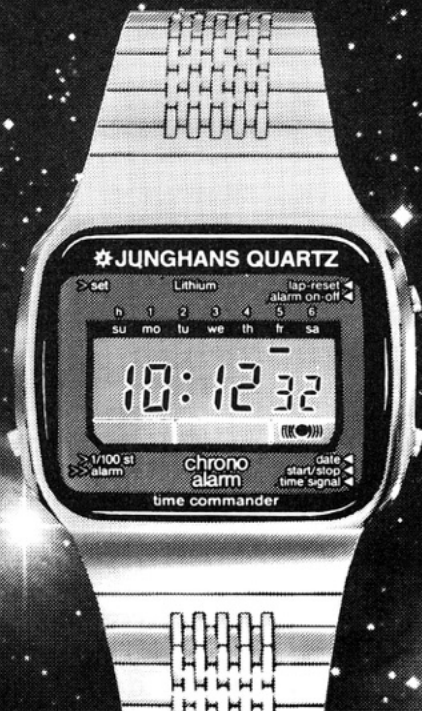 JUNGHANS QUARTZ
> set Lithium lap-reset ◄
alarm on-off ◄
h 1 2 3 4 5 6
su mo tu we th fr sa
10:12 32
> 1/100 st chrono date ◄
>> alarm alarm start/stop ◄
time signal ◄
time commander